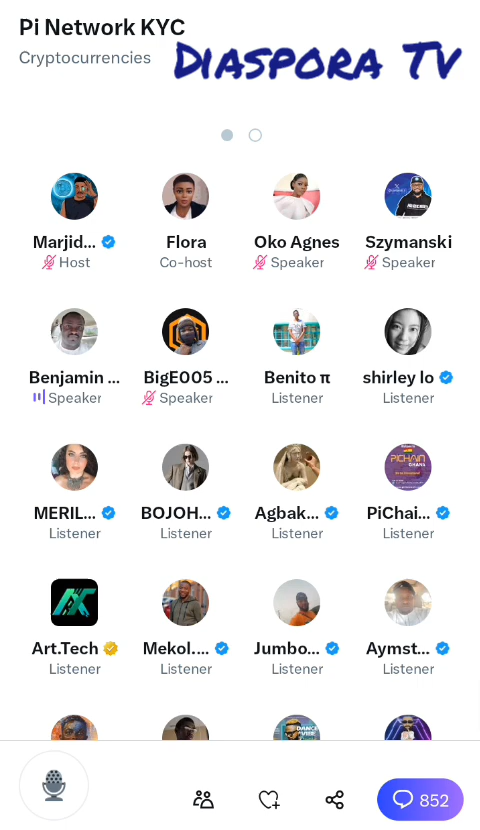 Pi Network KYC
Cryptocurrencies
Diaspora TV
Marjid...
Flora
Oko Agnes
Szymanski
Host
Co-host
Speaker
Speaker
Benjamin ...
BigE005 ...
Benito π
shirley lo
Speaker
Speaker
Listener
Listener
MERIL...
BOJOH...
Agbak...
PiChai...
Listener
Listener
Listener
Listener
Art.Tech
Mekol....
Jumbo...
Aymst...
Listener
Listener
Listener
Listener
852